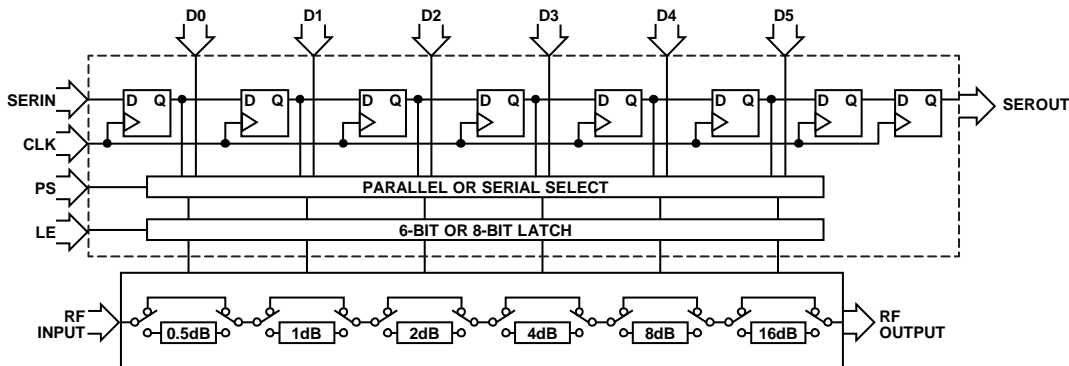 D0 D1 D2 D3 D4 D5
SERIN
D Q D Q D Q D Q D Q D Q D Q D Q
SEROUT
CLK
PS
PARALLEL OR SERIAL SELECT
LE
6-BIT OR 8-BIT LATCH
RF
INPUT
0.5dB 1dB 2dB 4dB 8dB 16dB
RF
OUTPUT